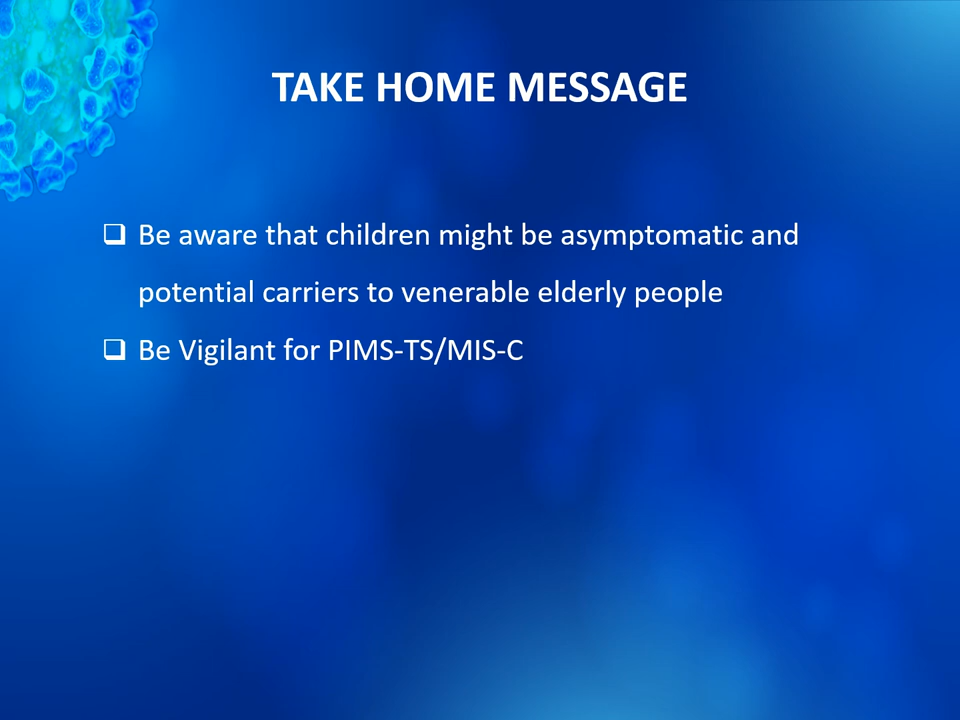 TAKE HOME MESSAGE
❑ Be aware that children might be asymptomatic and
potential carriers to venerable elderly people
❑ Be Vigilant for PIMS-TS/MIS-C